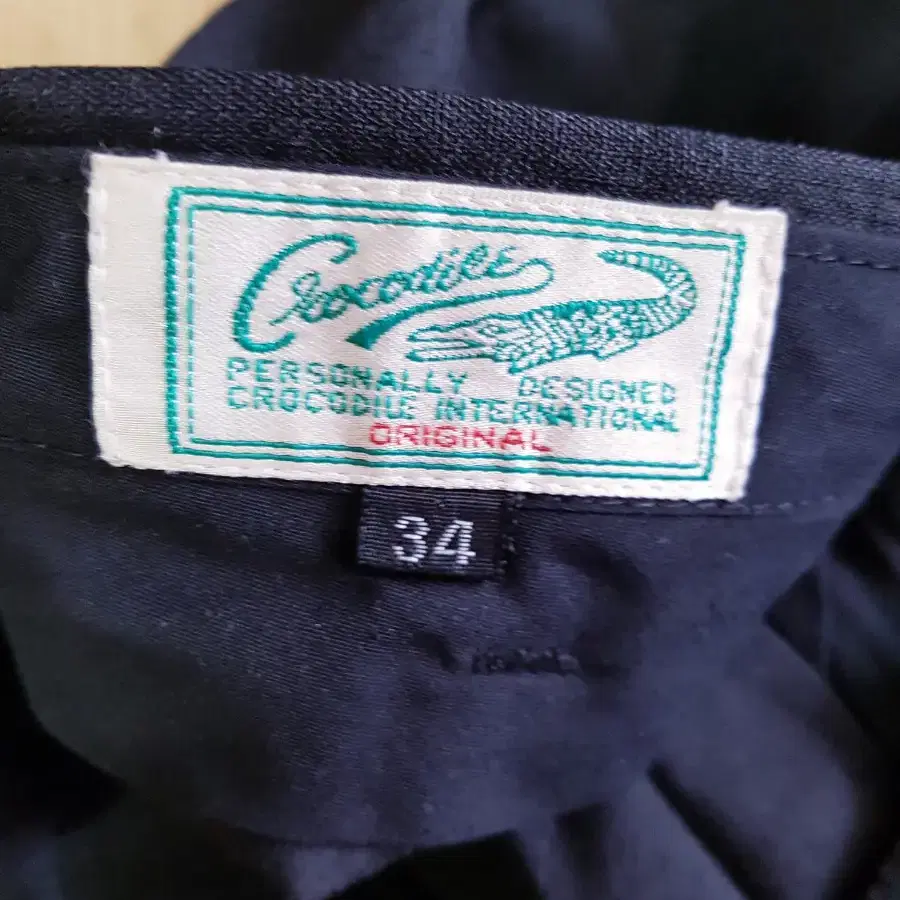 Crocodile
PERSONALLY DESIGNED
CROCODILE INTERNATIONAL
ORIGINAL
34